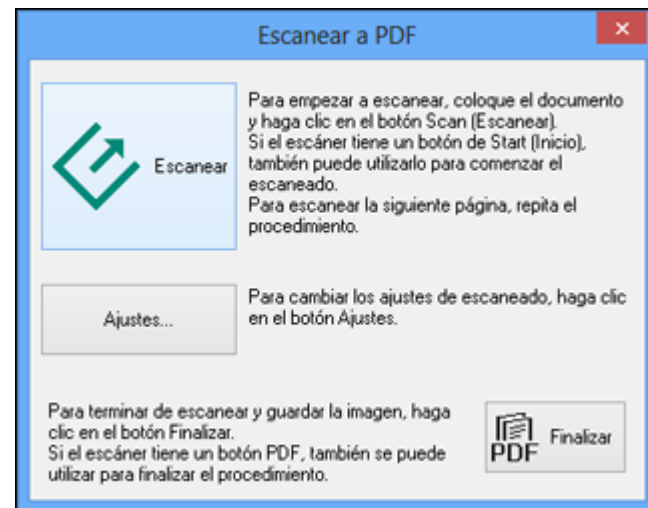 Escanear a PDF
Para empezar a escanear, coloque el documento
y haga clic en el botón Scan (Escanear).
Si el escáner tiene un botón de Start (Inicio),
también puede utilizarlo para comenzar el
escaneado.
Para escanear la siguiente página, repita el
procedimiento.
Escanear
Ajustes...
Para cambiar los ajustes de escaneado, haga clic
en el botón Ajustes.
Para terminar de escanear y guardar la imagen, haga
clic en el botón Finalizar.
Si el escáner tiene un botón PDF, también se puede
utilizar para finalizar el procedimiento.
PDF
Finalizar